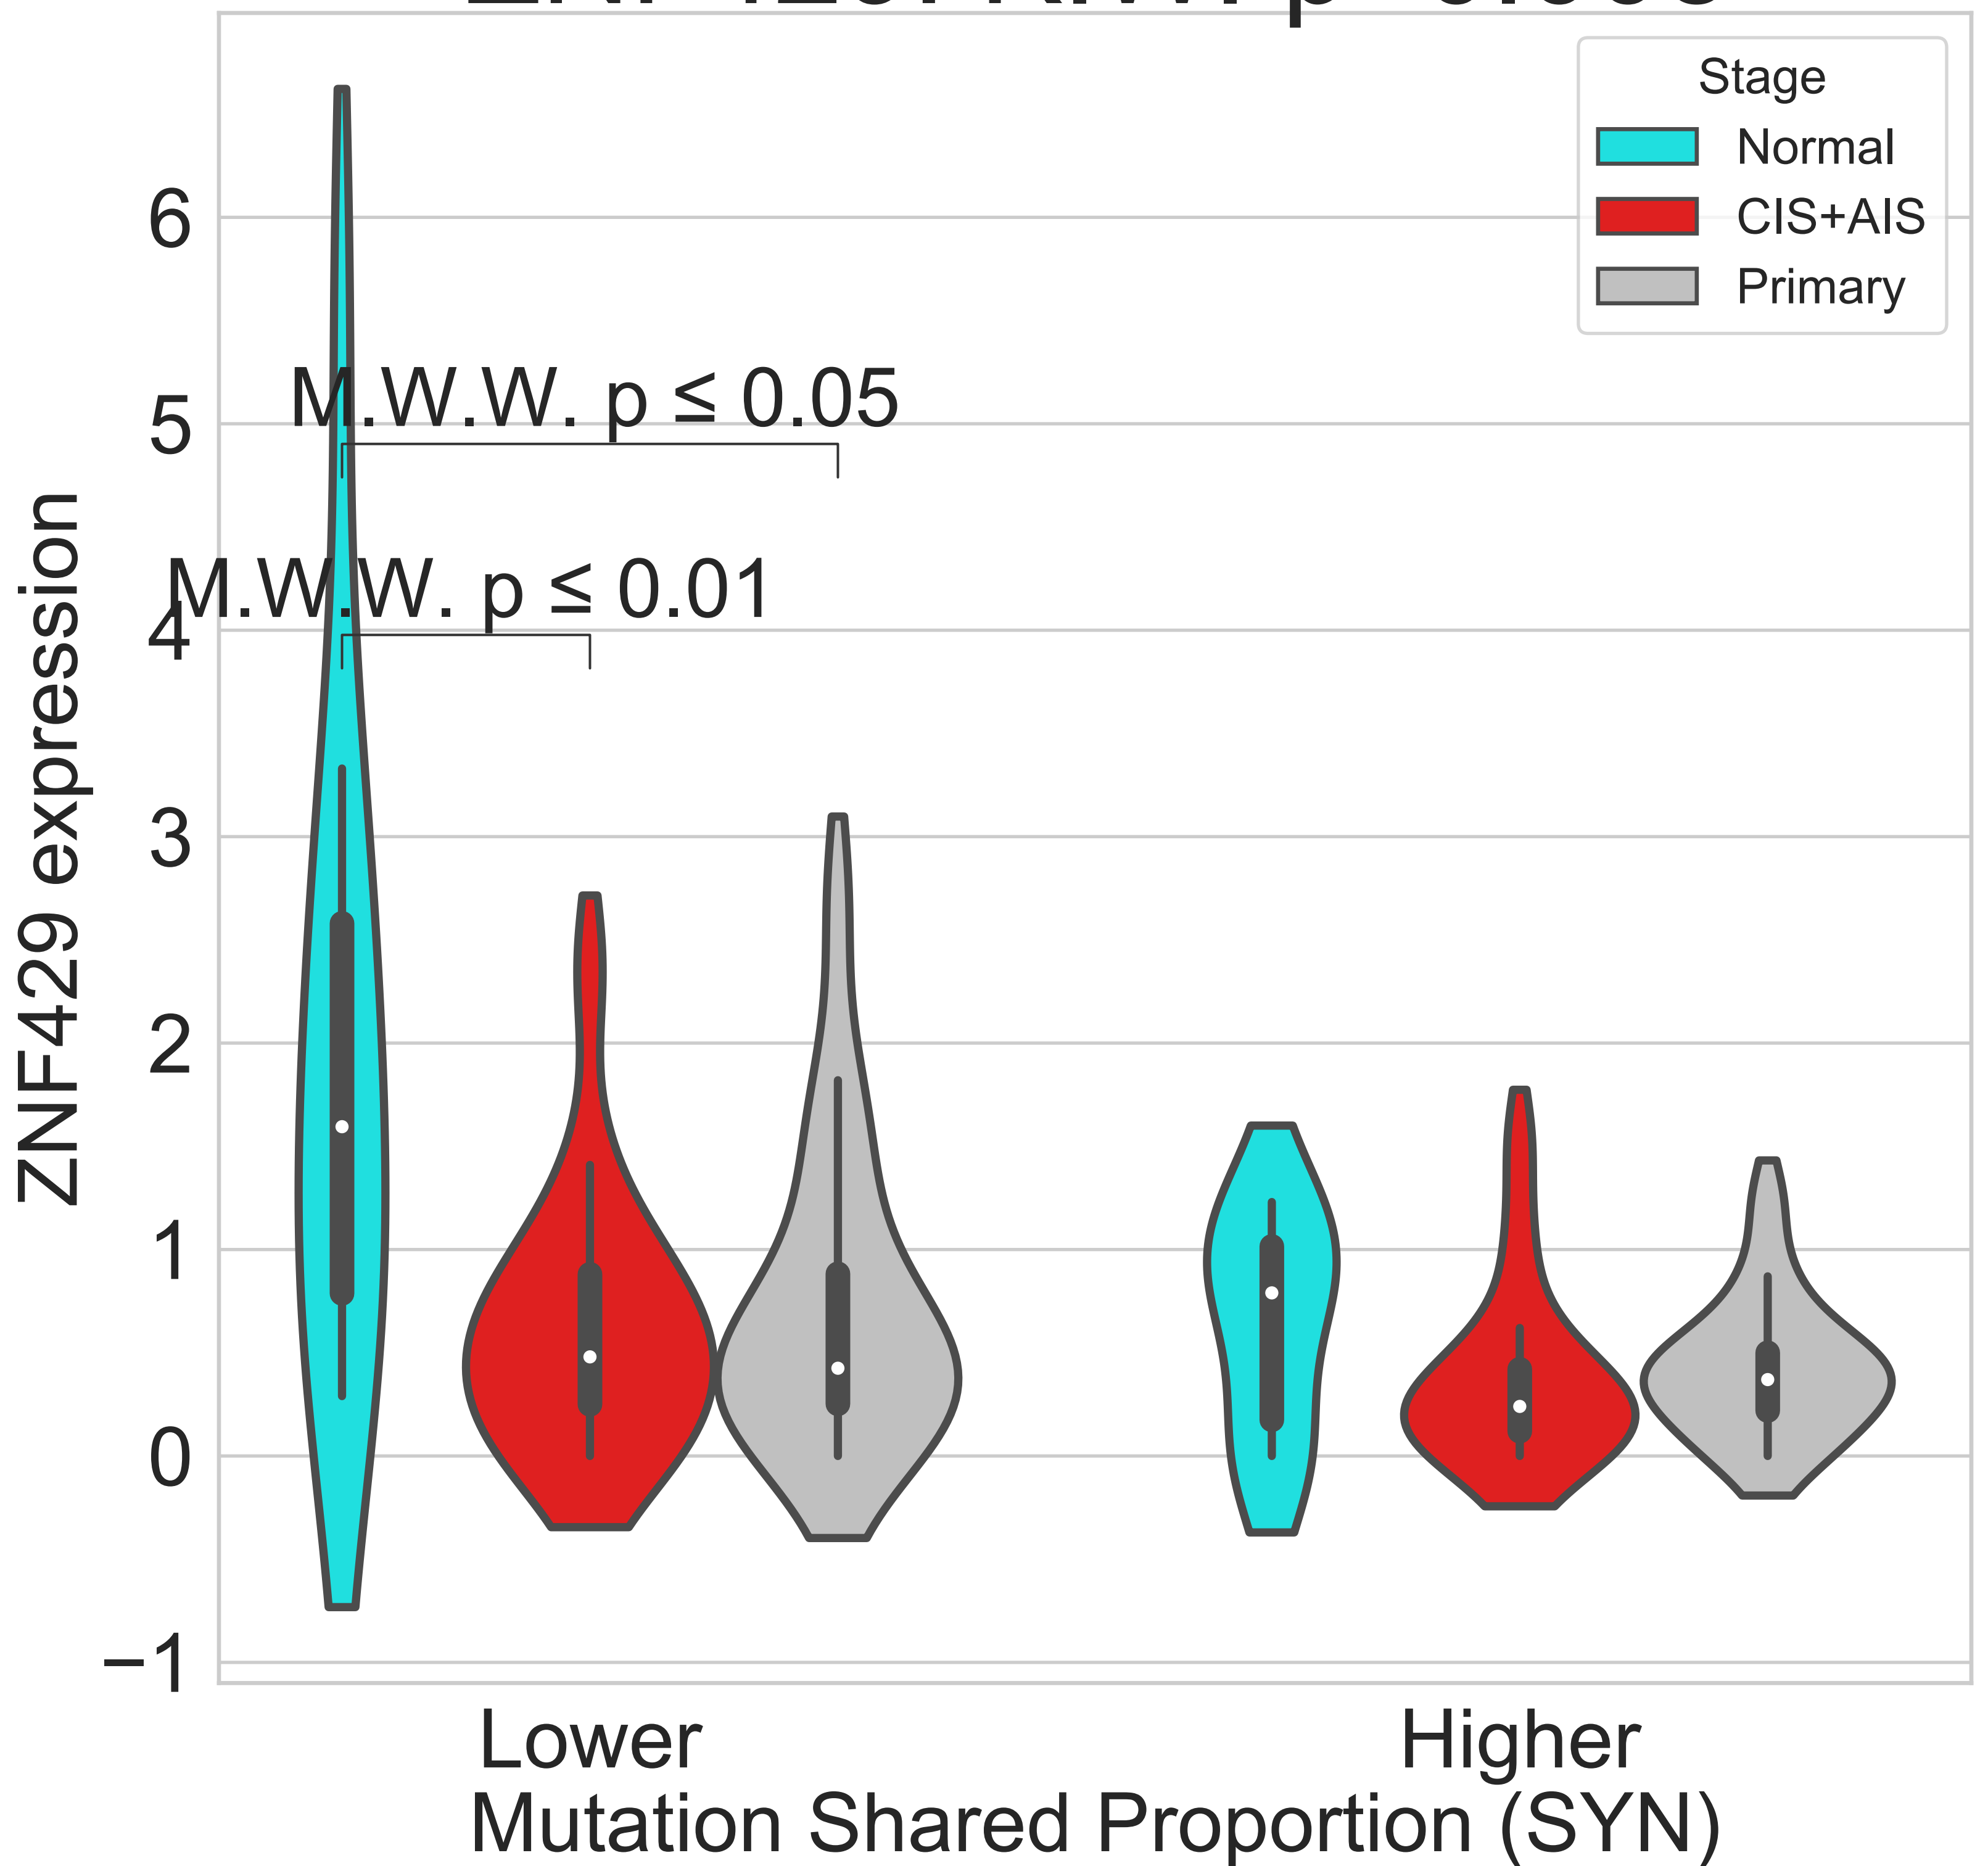 Stage
Normal
CIS+AIS
Primary
6
5
4
3
2
1
0
−1
M.W.W. p ≤ 0.05
M.W.W. p ≤ 0.01
ZNF429 expression
Lower
Higher
Mutation Shared Proportion (SYN)